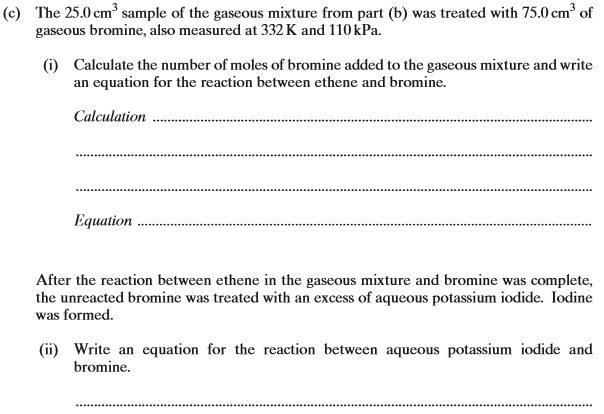 (c) The 25.0 cm³ sample of the gaseous mixture from part (b) was treated with 75.0 cm³ of
gaseous bromine, also measured at 332 K and 110 kPa.
(i) Calculate the number of moles of bromine added to the gaseous mixture and write
an equation for the reaction between ethene and bromine.
Calculation ................................................................
................................................................
................................................................
Equation ................................................................
After the reaction between ethene in the gaseous mixture and bromine was complete,
the unreacted bromine was treated with an excess of aqueous potassium iodide. Iodine
was formed.
(ii) Write an equation for the reaction between aqueous potassium iodide and
bromine.
................................................................